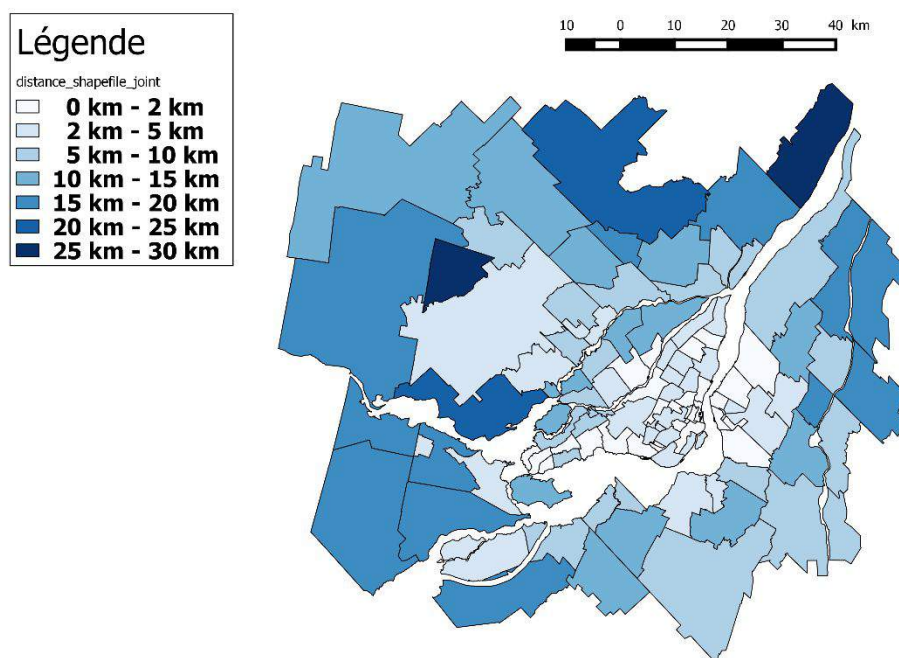 Légende
distance_shapefile_joint
0 km - 2 km
2 km - 5 km
5 km - 10 km
10 km - 15 km
15 km - 20 km
20 km - 25 km
25 km - 30 km
10 0 10 20 30 40 km